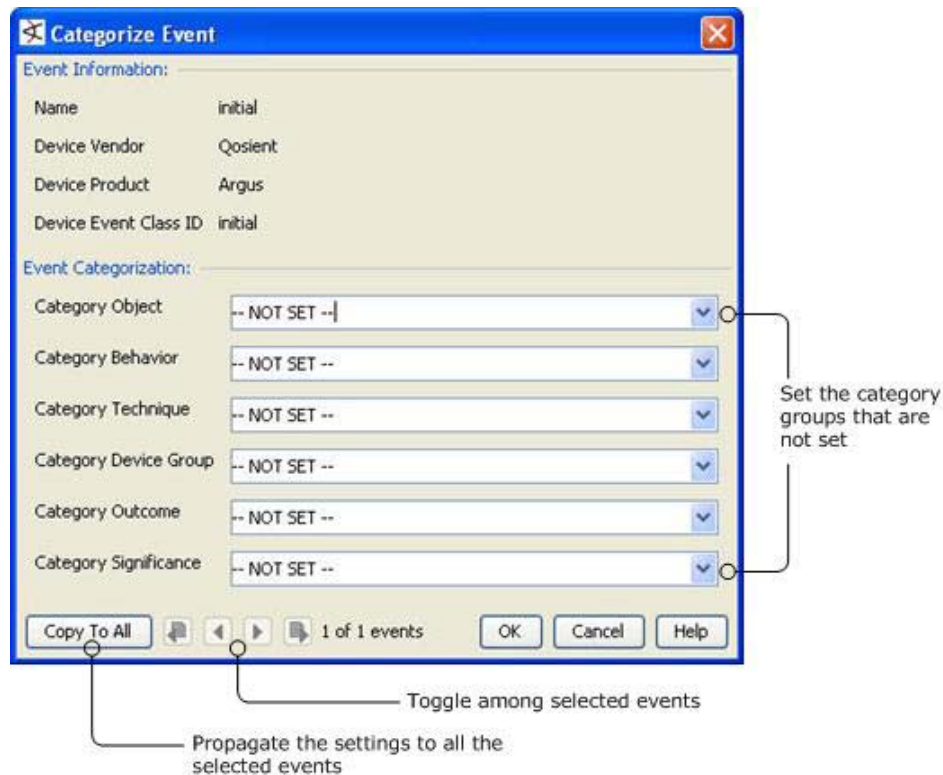 Categorize Event
Event Information:
Name initial
Device Vendor Qosient
Device Product Argus
Device Event Class ID initial
Event Categorization:
Category Object -- NOT SET --
Category Behavior -- NOT SET --
Category Technique -- NOT SET --
Category Device Group -- NOT SET --
Category Outcome -- NOT SET --
Category Significance -- NOT SET --
Set the category
groups that are
not set
Copy To All 1 of 1 events OK Cancel Help
Toggle among selected events
Propagate the settings to all the
selected events